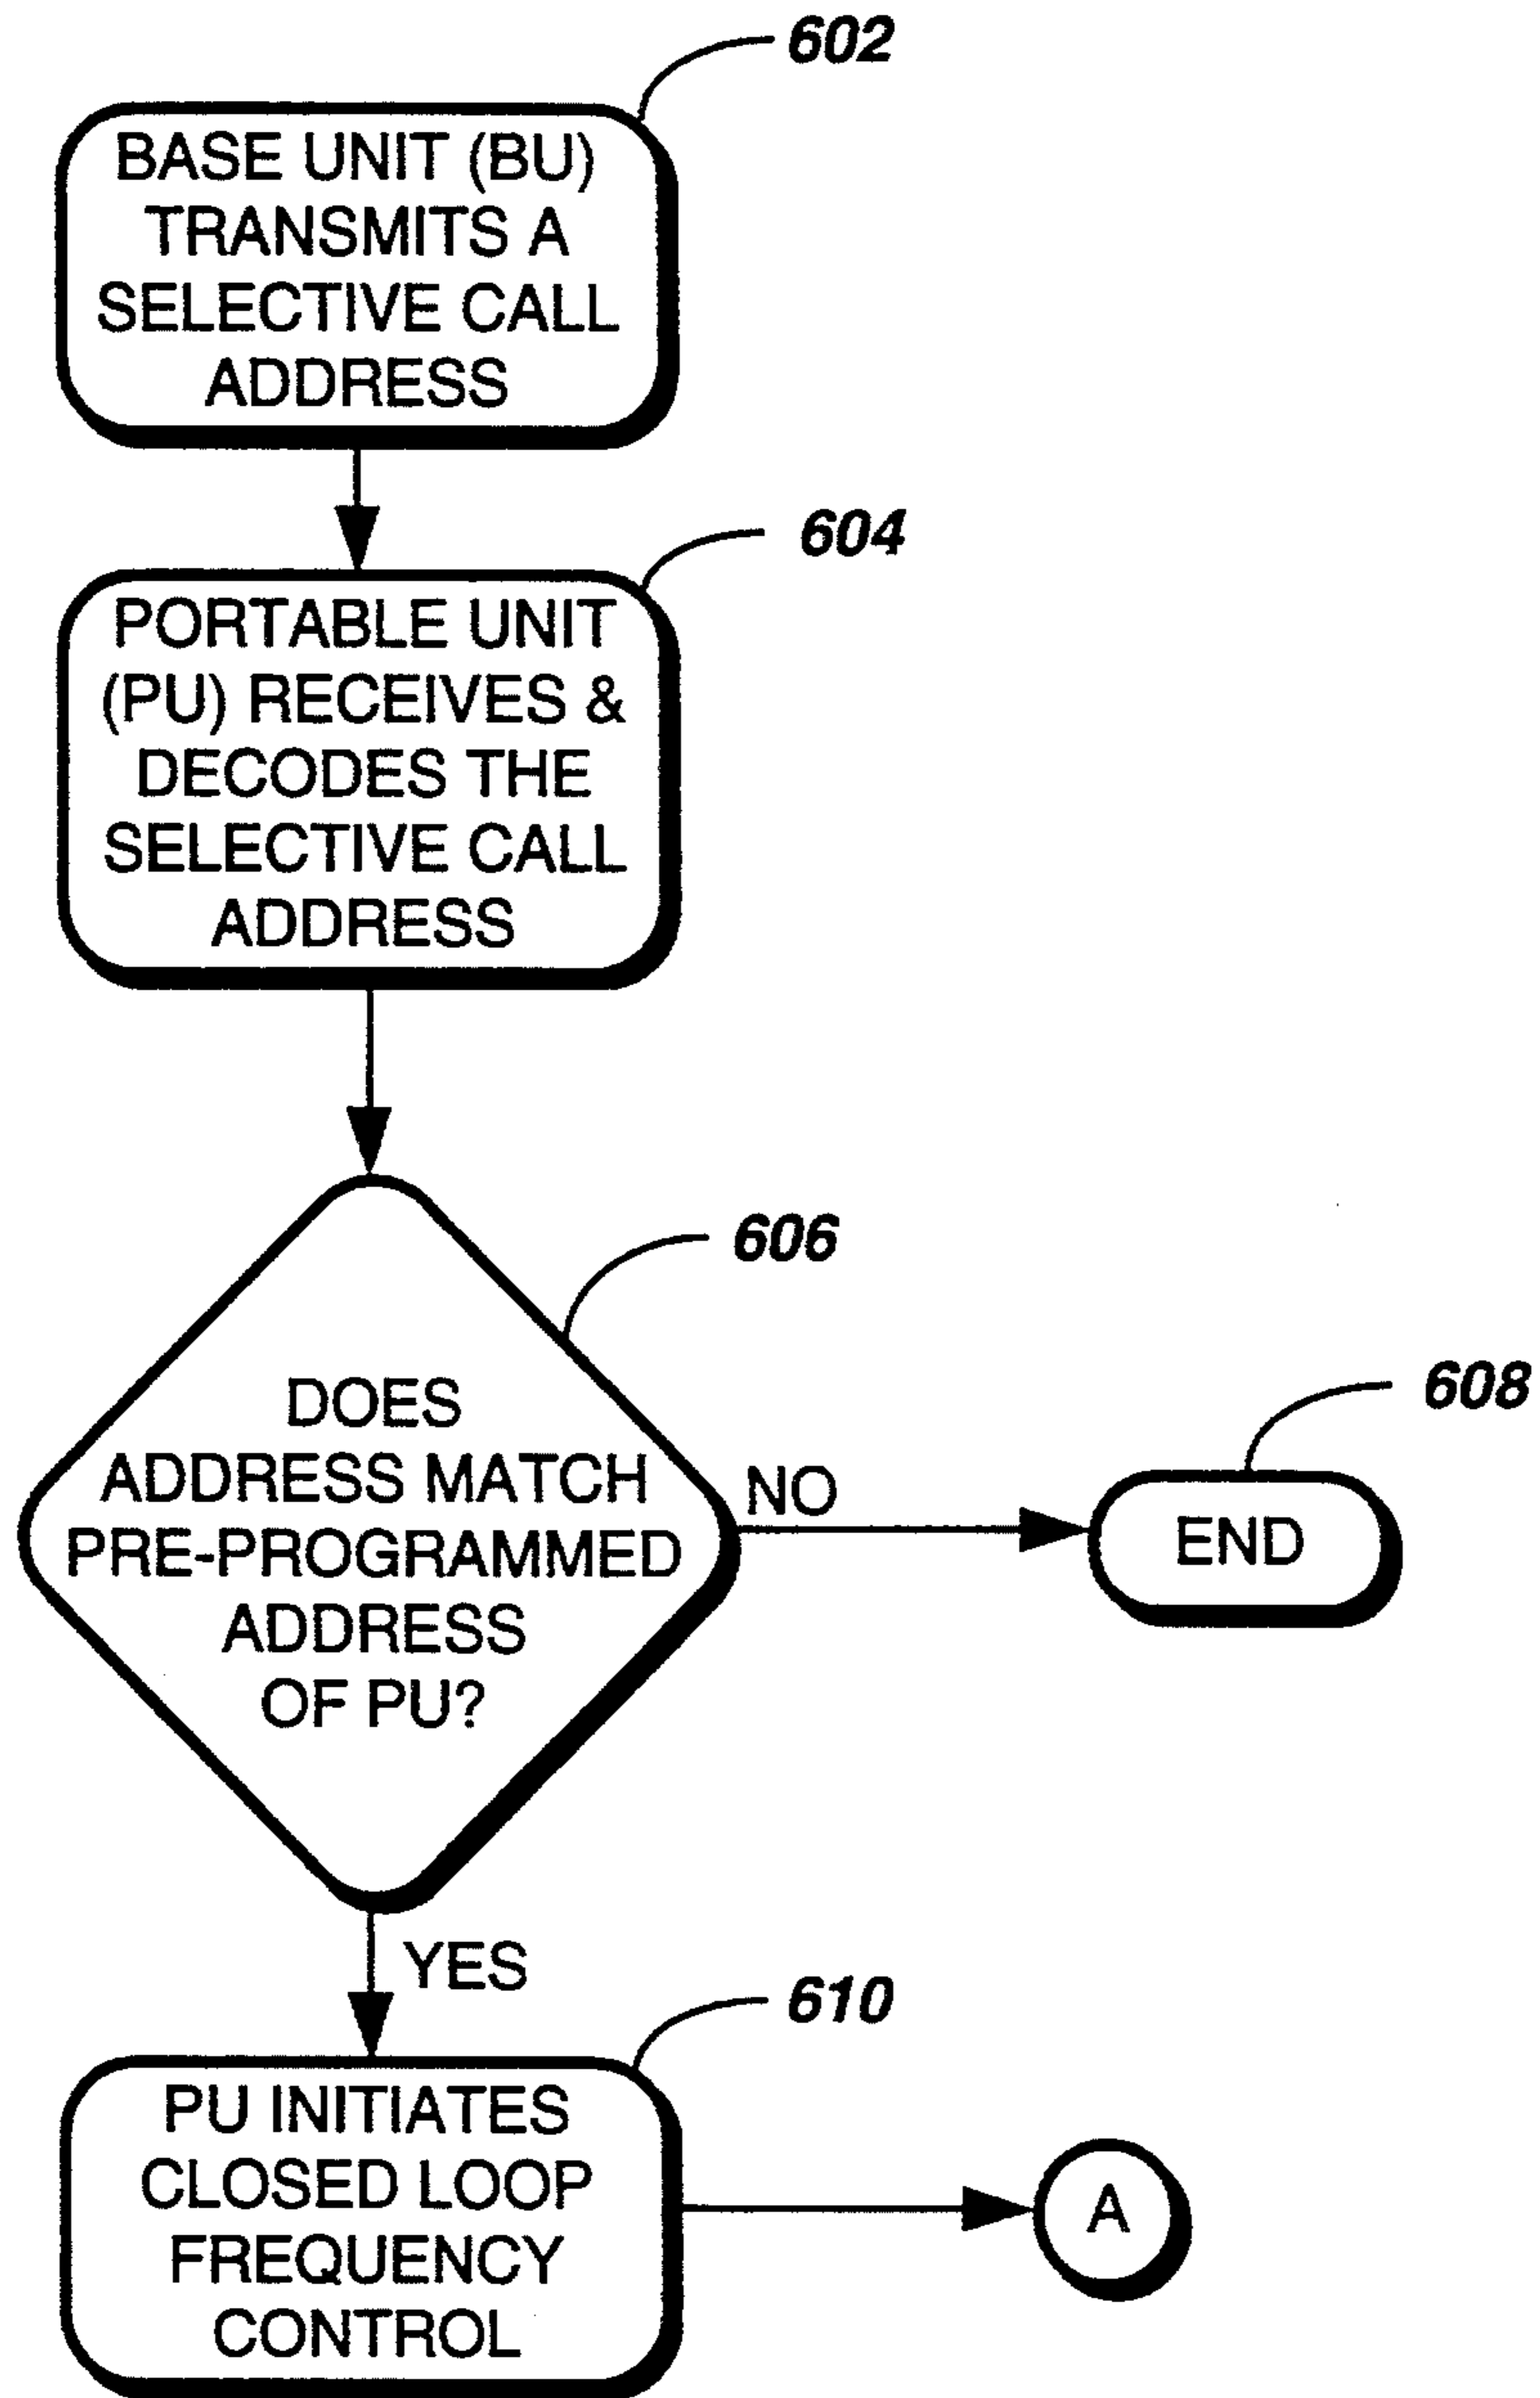 602
BASE UNIT (BU)
TRANSMITS A
SELECTIVE CALL
ADDRESS
604
PORTABLE UNIT
(PU) RECEIVES &
DECODES THE
SELECTIVE CALL
ADDRESS
606
DOES
ADDRESS MATCH
PRE-PROGRAMMED
ADDRESS
OF PU?
NO
608
END
YES
610
PU INITIATES
CLOSED LOOP
FREQUENCY
CONTROL
A